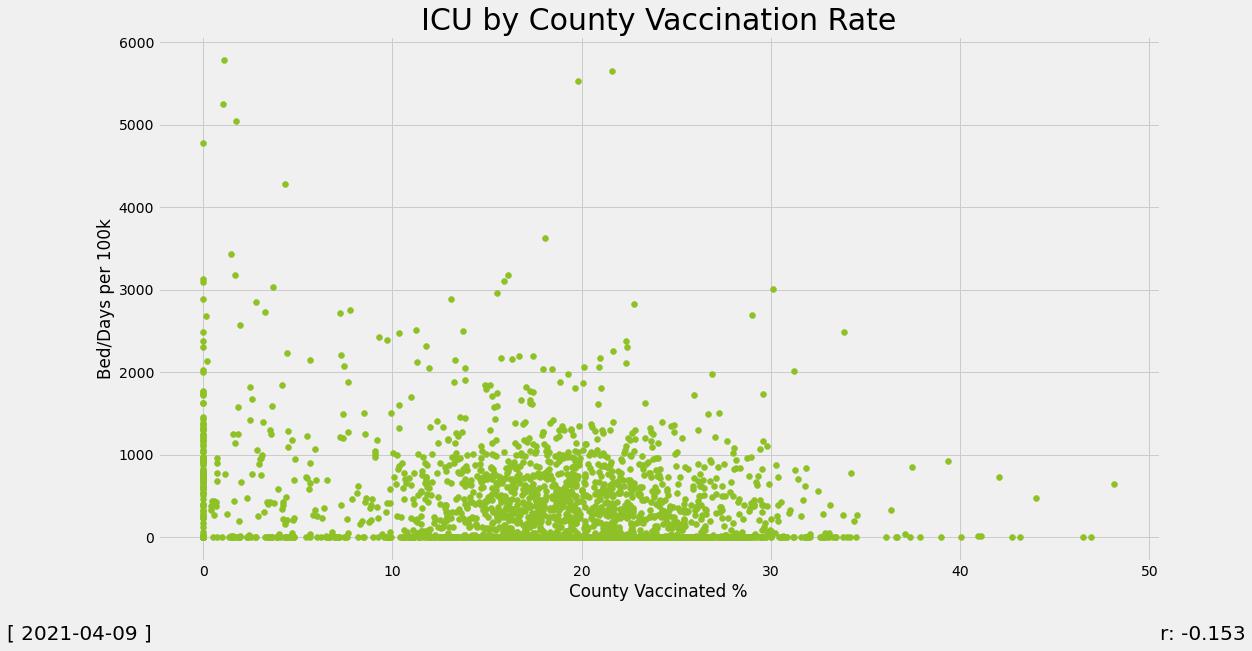 ICU by County Vaccination Rate
6000
5000
4000
3000
2000
1000
0
Bed/Days per 100k
0 10 20 30 40 50
County Vaccinated %
[ 2021-04-09 ]
r: -0.153